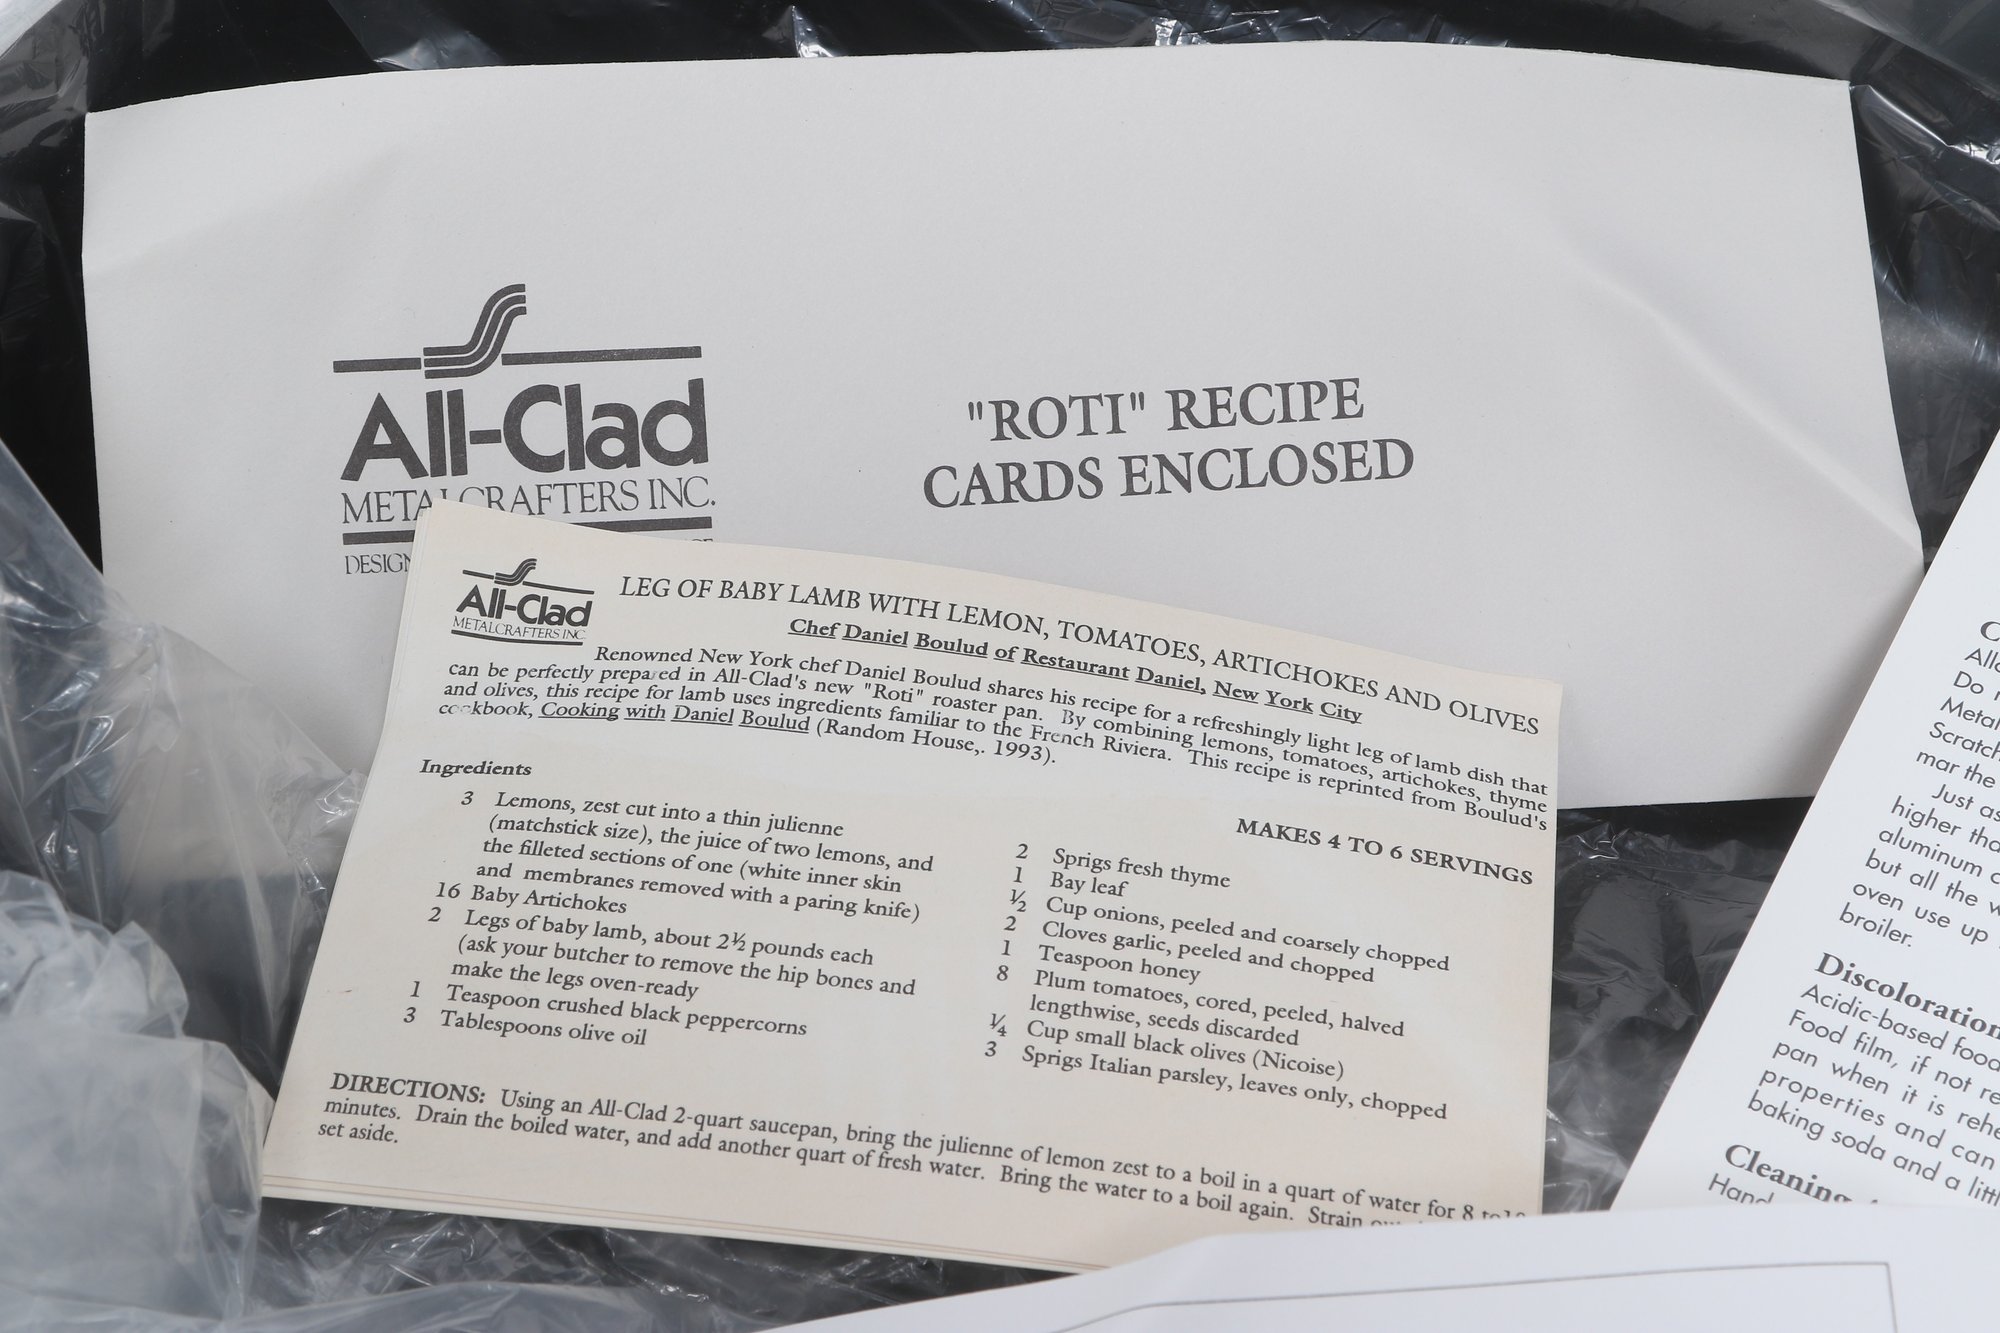 All-Clad
METALCRAFTERS INC.
"ROTI" RECIPE
CARDS ENCLOSED
All-Clad
METALCRAFTERS INC
LEG OF BABY LAMB WITH LEMON, TOMATOES, ARTICHOKES AND OLIVES
Chef Daniel Boulud of Restaurant Daniel, New York City
Renowned New York chef Daniel Boulud shares his recipe for a refreshingly light leg of lamb dish that
can be perfectly prepared in All-Clad's new "Roti" roaster pan. By combining lemons, tomatoes, artichokes, thyme
and olives, this recipe for lamb uses ingredients familiar to the French Riviera. This recipe is reprinted from Boulud's
cookbook, Cooking with Daniel Boulud (Random House,. 1993).
Ingredients
MAKES 4 TO 6 SERVINGS
3 Lemons, zest cut into a thin julienne
(matchstick size), the juice of two lemons, and
the filleted sections of one (white inner skin
and membranes removed with a paring knife)
16 Baby Artichokes
2 Legs of baby lamb, about 2½ pounds each
(ask your butcher to remove the hip bones and
make the legs oven-ready
1 Teaspoon crushed black peppercorns
3 Tablespoons olive oil
2 Sprigs fresh thyme
1 Bay leaf
½ Cup onions, peeled and coarsely chopped
2 Cloves garlic, peeled and chopped
1 Teaspoon honey
8 Plum tomatoes, cored, peeled, halved
lengthwise, seeds discarded
¼ Cup small black olives (Nicoise)
3 Sprigs Italian parsley, leaves only, chopped
DIRECTIONS: Using an All-Clad 2-quart saucepan, bring the julienne of lemon zest to a boil in a quart of water for 8 to
minutes. Drain the boiled water, and add another quart of fresh water. Bring the water to a boil again. Strain
set aside.
Do
Metal
Scratch
mar the
Just as
higher tha
aluminum
but all the
oven use up
broiler.
Discoloration
Acidic-based food
Food film, if not
pan when it is
properties and can
baking soda and a
Cleaning
Hand